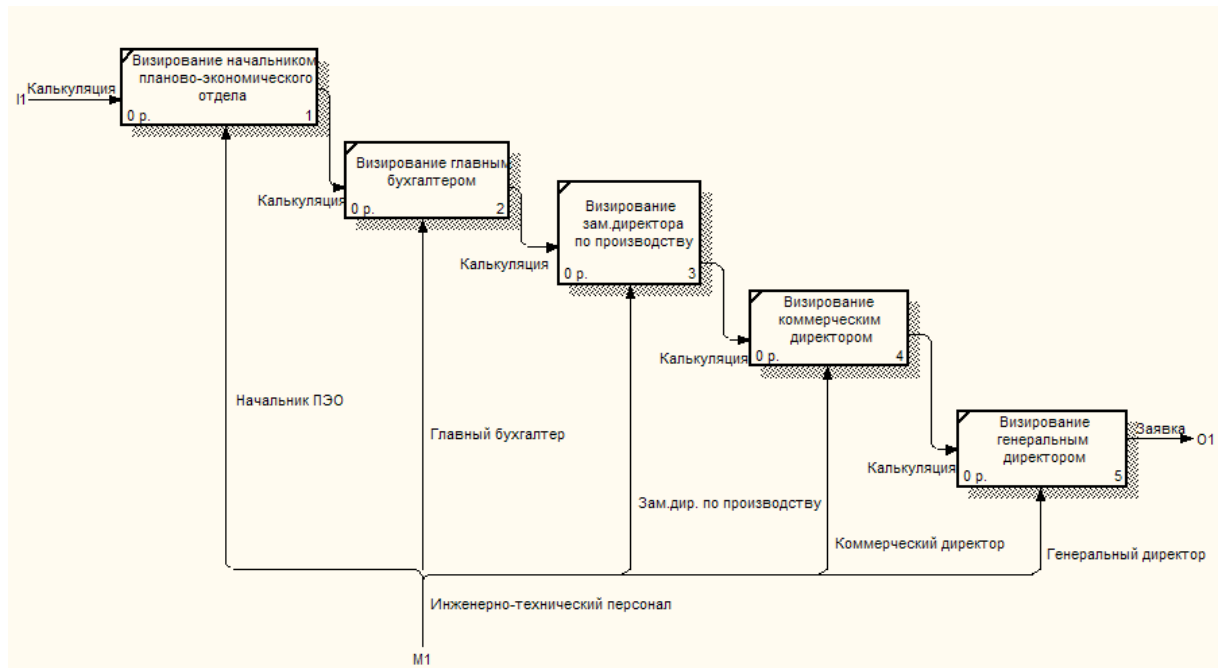 Калькуляция
I1
Визирование начальником
планово-экономического
отдела
0 р. 1
Калькуляция
Визирование главным
бухгалтером
0 р. 2
Калькуляция
Визирование
зам.директора
по производству
0 р. 3
Калькуляция
Визирование
коммерческим
директором
0 р. 4
Калькуляция
Визирование
генеральным
директором
0 р. 5
Заявка
O1
Начальник ПЭО
Главный бухгалтер
Зам.дир. по производству
Коммерческий директор
Генеральный директор
Инженерно-технический персонал
M1